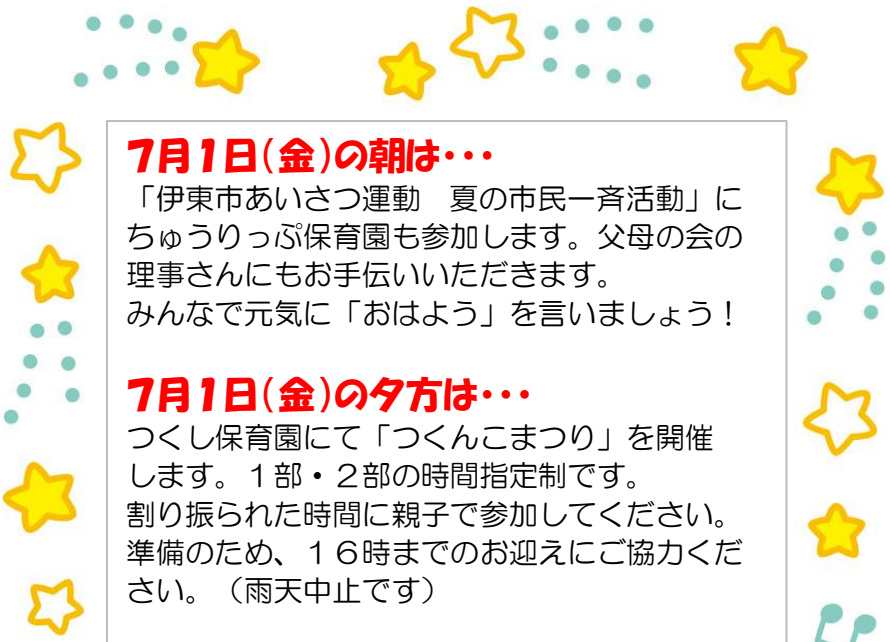 7月1日(金)の朝は・・・
「伊東市あいさつ運動　夏の市民一斉活動」に
ちゅうりっぷ保育園も参加します。父母の会の
理事さんにもお手伝いいただきます。
みんなで元気に「おはよう」を言いましょう！
7月1日(金)の夕方は・・・
つくし保育園にて「つくんこまつり」を開催
します。１部・２部の時間指定制です。
割り振られた時間に親子で参加してください。
準備のため、１６時までのお迎えにご協力くだ
さい。（雨天中止です）